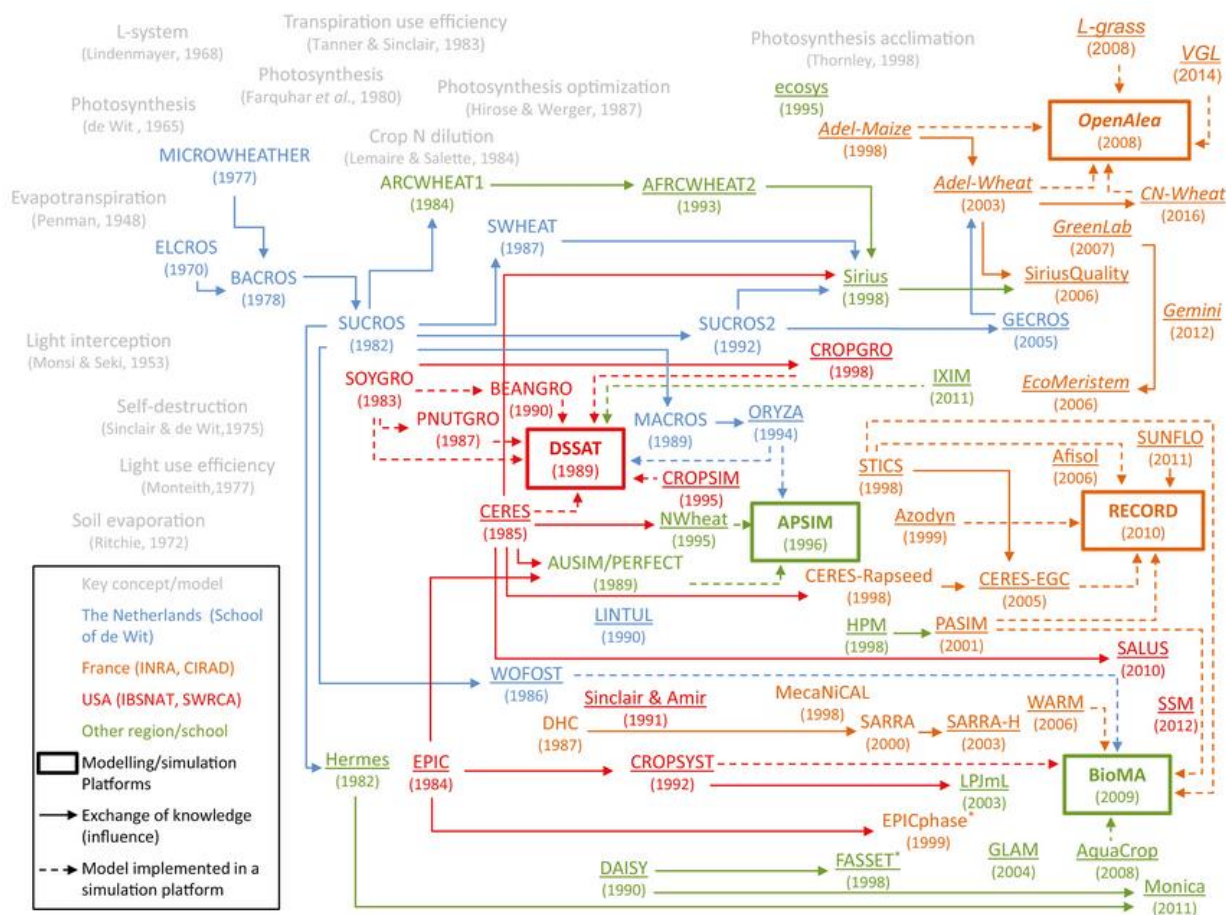 L-system
(Lindenmayer, 1968)
Transpiration use efficiency
(Tanner & Sinclair, 1983)
Photosynthesis acclimation
(Thornley, 1998)
L-grass
(2008)
VGL
(2014)
Photosynthesis
(Farquhar et al., 1980)
Photosynthesis optimization
(Hirose & Werger, 1987)
ecosys
(1995)
Photosynthesis
(de Wit, 1965)
Crop N dilution
(Lemaire & Salette, 1984)
Adel-Maize
(1998)
OpenAlea
(2008)
MICROWHEATHER
(1977)
ARCWHEAT1
(1984)
AFRCWHEAT2
(1993)
Adel-Wheat
(2003)
CN-Wheat
(2016)
Evapotranspiration
(Penman, 1948)
SWHEAT
(1987)
GreenLab
(2007)
ELCROS
(1970)
BACROS
(1978)
Sirius
(1998)
SiriusQuality
(2006)
Gemini
(2012)
SUCROS
(1982)
SUCROS2
(1992)
GECROS
(2005)
Light interception
(Monsi & Seki, 1953)
CROPGRO
(1998)
SOYGRO
(1983)
BEANGRO
(1990)
IXIM
(2011)
EcoMeristem
(2006)
Self-destruction
(Sinclair & de Wit,1975)
PNUTGRO
(1987)
MACROS
(1989)
ORYZA
(1994)
DSSAT
(1989)
Light use efficiency
(Monteith,1977)
CROPSIM
(1995)
STICS
(1998)
Afisol
(2006)
SUNFLO
(2011)
Soil evaporation
(Ritchie, 1972)
CERES
(1985)
NWheat
(1995)
APSIM
(1996)
Azodyn
(1999)
RECORD
(2010)
AUSIM/PERFECT
(1989)
CERES-Rapseed
(1998)
CERES-EGC
(2005)
LINTUL
(1990)
HPM
(1998)
PASIM
(2001)
SALUS
(2010)
WOFOST
(1986)
Sinclair & Amir
(1991)
MecaNiCAL
(1998)
WARM
(2006)
SSM
(2012)
DHC
(1987)
SARRA
(2000)
SARRA-H
(2003)
Hermes
(1982)
EPIC
(1984)
CROPSYST
(1992)
LPJmL
(2003)
BioMA
(2009)
EPICphase*
(1999)
DAISY
(1990)
FASSET*
(1998)
GLAM
(2004)
AquaCrop
(2008)
Monica
(2011)
Key concept/model
The Netherlands (School
of de Wit)
France (INRA, CIRAD)
USA (IBSNAT, SWRCA)
Other region/school
Modelling/simulation
Platforms
Exchange of knowledge
(influence)
Model implemented in a
simulation platform